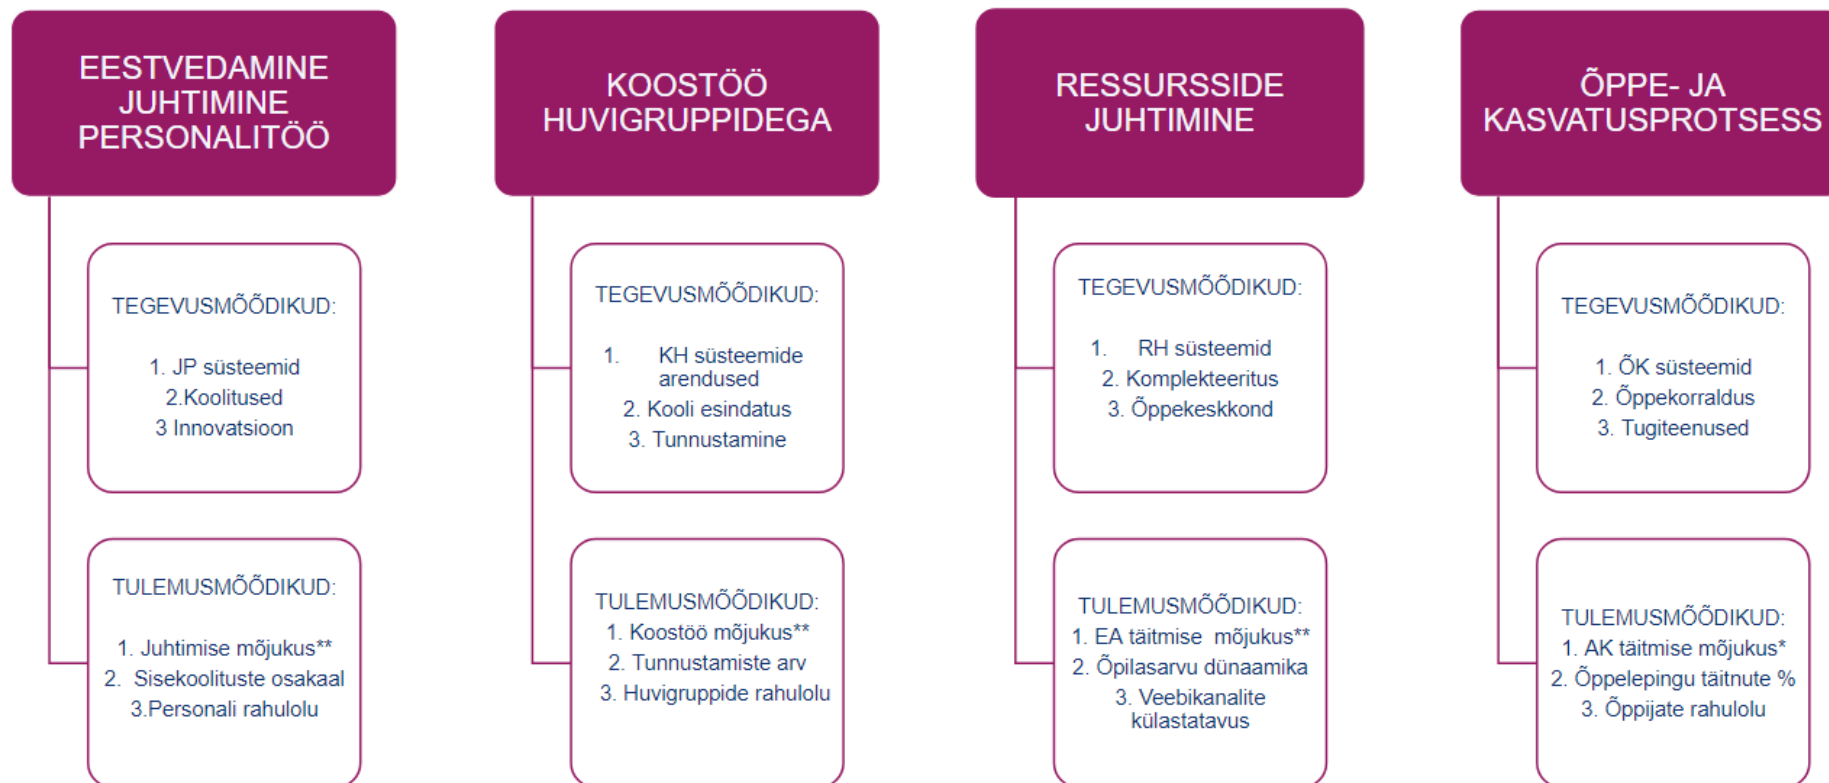 EESTVEDAMINE
JUHTIMINE
PERSONALITÖÖ
TEGEVUSMÕÕDIKUD:
1. JP süsteemid
2.Koolitused
3 Innovatsioon
TULEMUSMÕÕDIKUD:
1. Juhtimise mõjukus**
2. Sisekoolituste osakaal
3.Personali rahulolu
KOOSTÖÖ
HUVIGRUPPIDEGA
TEGEVUSMÕÕDIKUD:
1. KH süsteemide
arendused
2. Kooli esindatus
3. Tunnustamine
TULEMUSMÕÕDIKUD:
1. Koostöö mõjukus**
2. Tunnustamiste arv
3. Huvigruppide rahulolu
RESSURSSIDE
JUHTIMINE
TEGEVUSMÕÕDIKUD:
1. RH süsteemid
2. Komplekteeritus
3. Õppekeskkond
TULEMUSMÕÕDIKUD:
1. EA täitmise mõjukus**
2. Õpilasarvu dünaamika
3. Veebikanalite
külastatavus
ÕPPE- JA
KASVATUSPROTSESS
TEGEVUSMÕÕDIKUD:
1. ÕK süsteemid
2. Õppekorraldus
3. Tugiteenused
TULEMUSMÕÕDIKUD:
1. AK täitmise mõjukus*
2. Õppelepingu täitnute %
3. Õppijate rahulolu